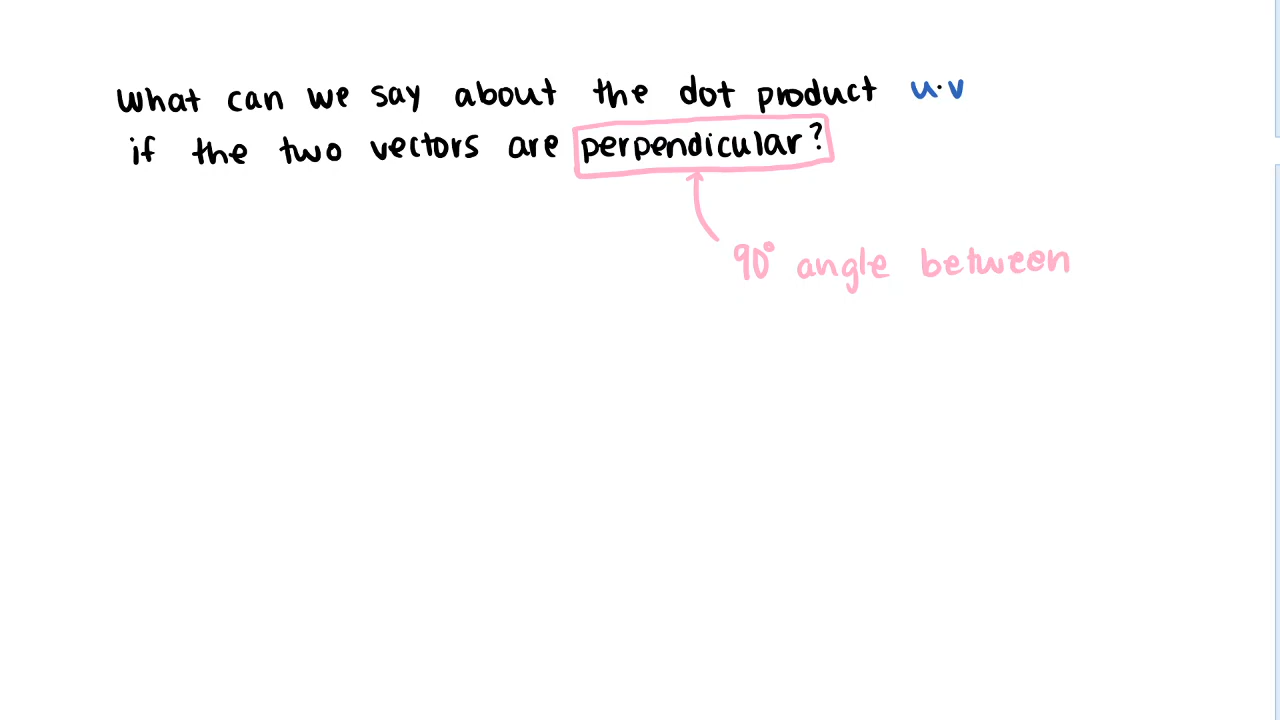 What can we say about the dot product u·v
if the two vectors are perpendicular?
90° angle between